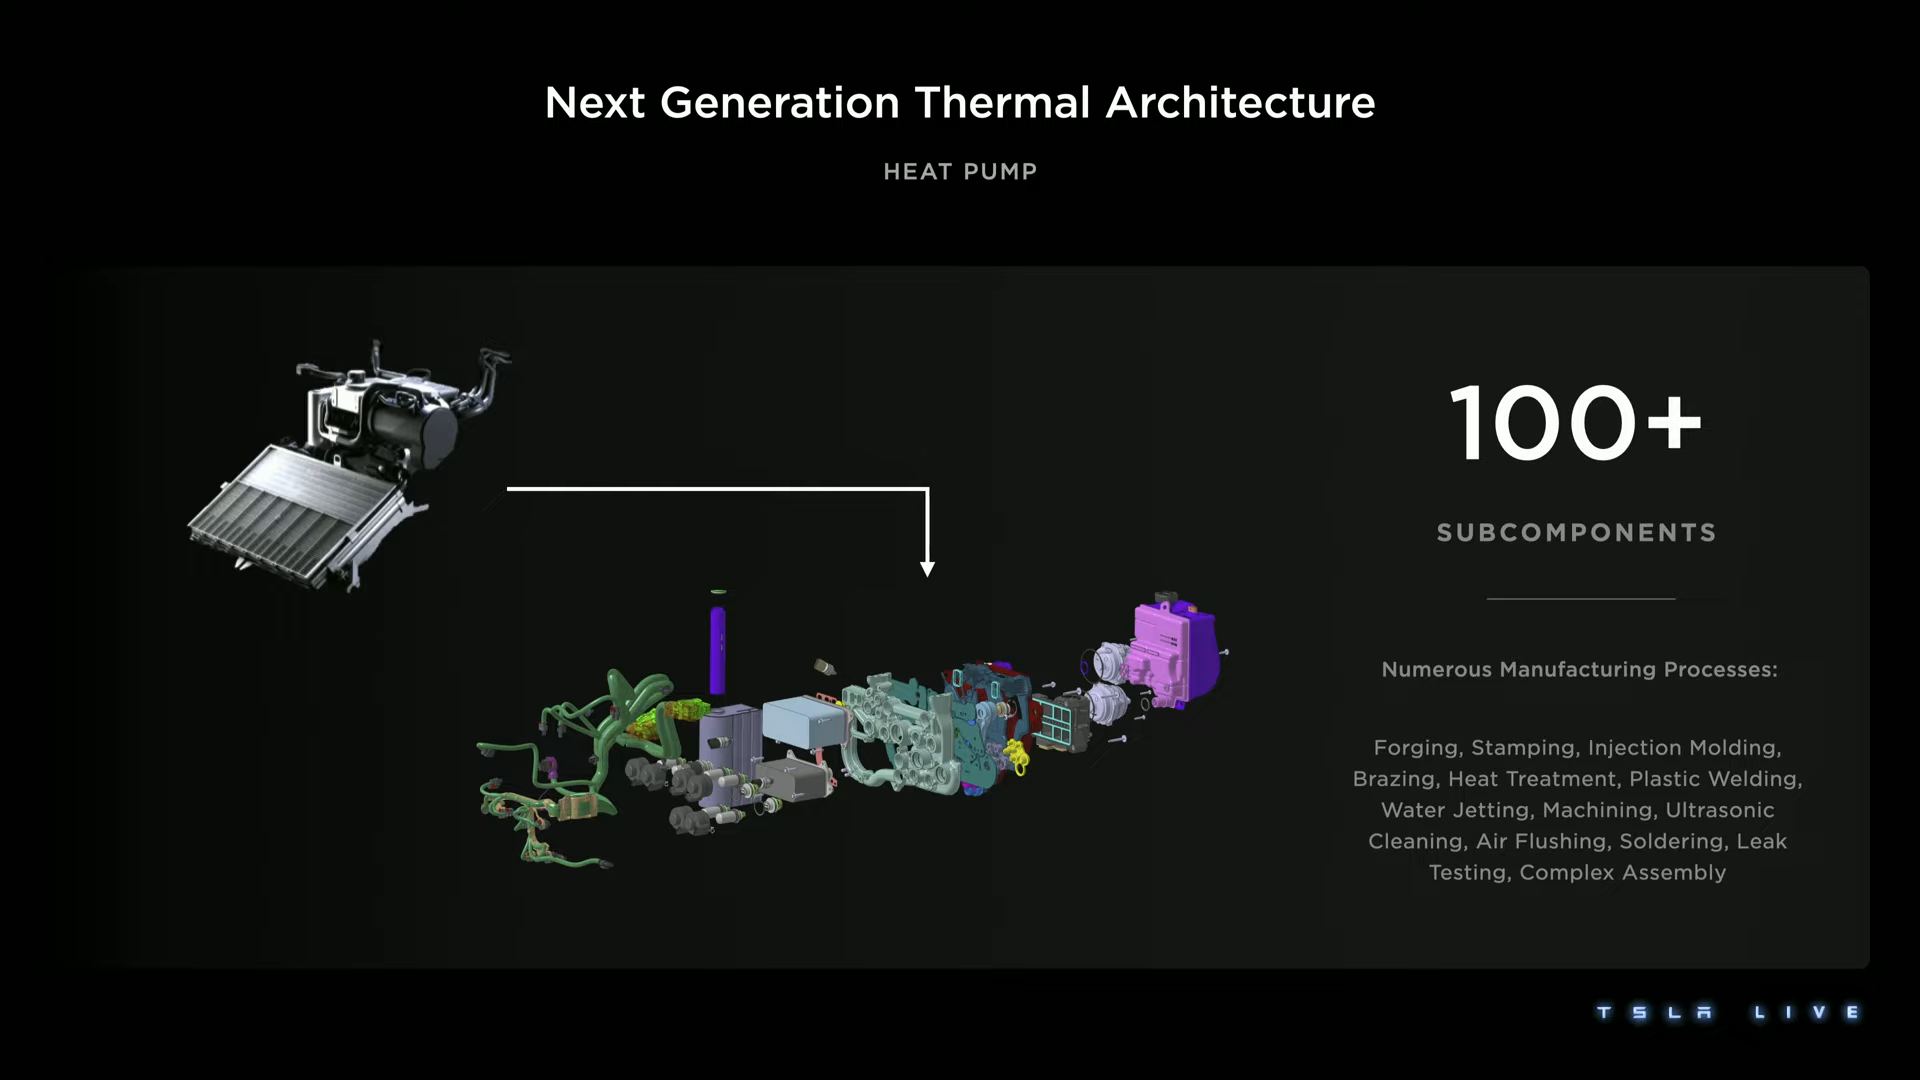 Next Generation Thermal Architecture
HEAT PUMP
100+
SUBCOMPONENTS
Numerous Manufacturing Processes:
Forging, Stamping, Injection Molding,
Brazing, Heat Treatment, Plastic Welding,
Water Jetting, Machining, Ultrasonic
Cleaning, Air Flushing, Soldering, Leak
Testing, Complex Assembly
TSLA LIVE